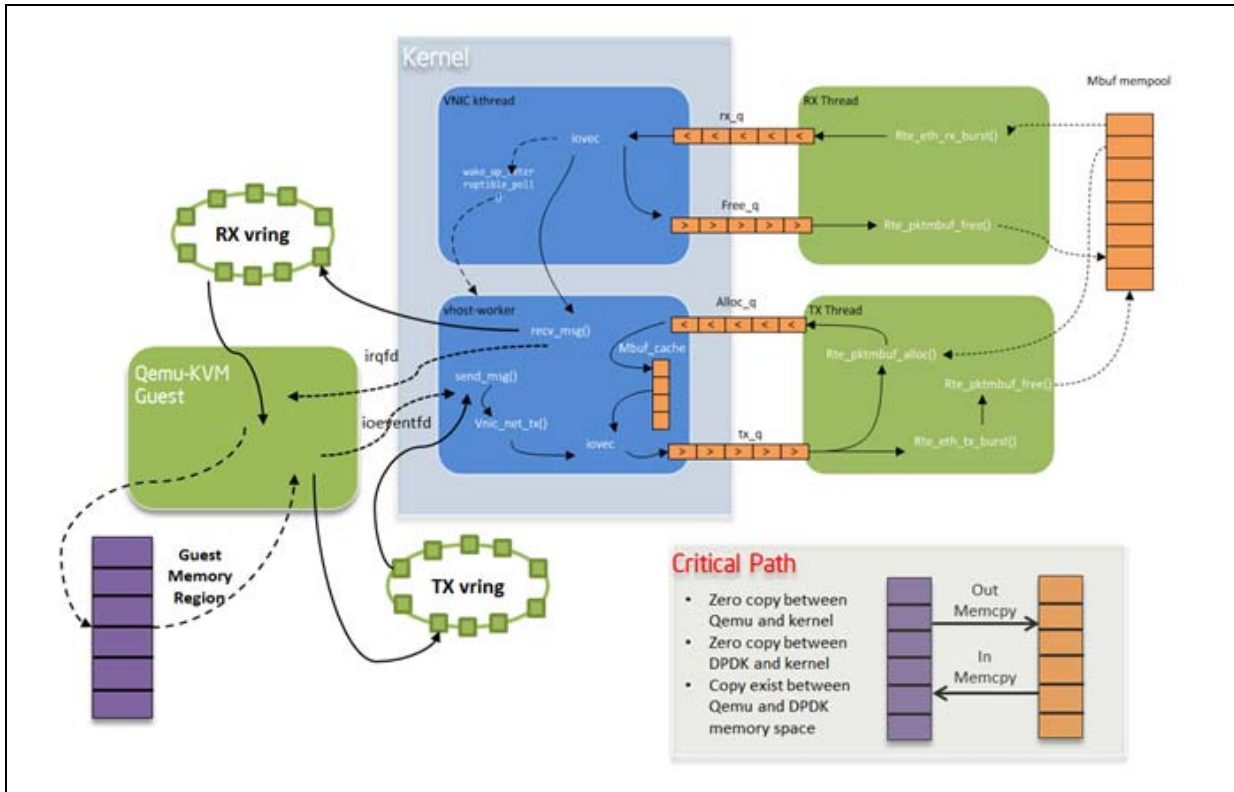 Kernel
VNIC kthread
iovec
wake_up_inter
ruptible_poll
()
rx_q
< < < < <
Free_q
> > > > >
RX Thread
Rte_eth_rx_burst()
Rte_pktmbuf_free()
Mbuf mempool
RX vring
vhost-worker
recv_msg()
send_msg()
Vnic_net_tx()
iovec
Mbuf_cache
Alloc_q
< < < < <
tx_q
> > > > >
TX Thread
Rte_pktmbuf_alloc()
Rte_pktmbuf_free()
Rte_eth_tx_burst()
irqfd
ioeventfd
Qemu-KVM
Guest
Guest
Memory
Region
TX vring
Critical Path
• Zero copy between
Qemu and kernel
• Zero copy between
DPDK and kernel
• Copy exist between
Qemu and DPDK
memory space
Out
Memcpy
In
Memcpy